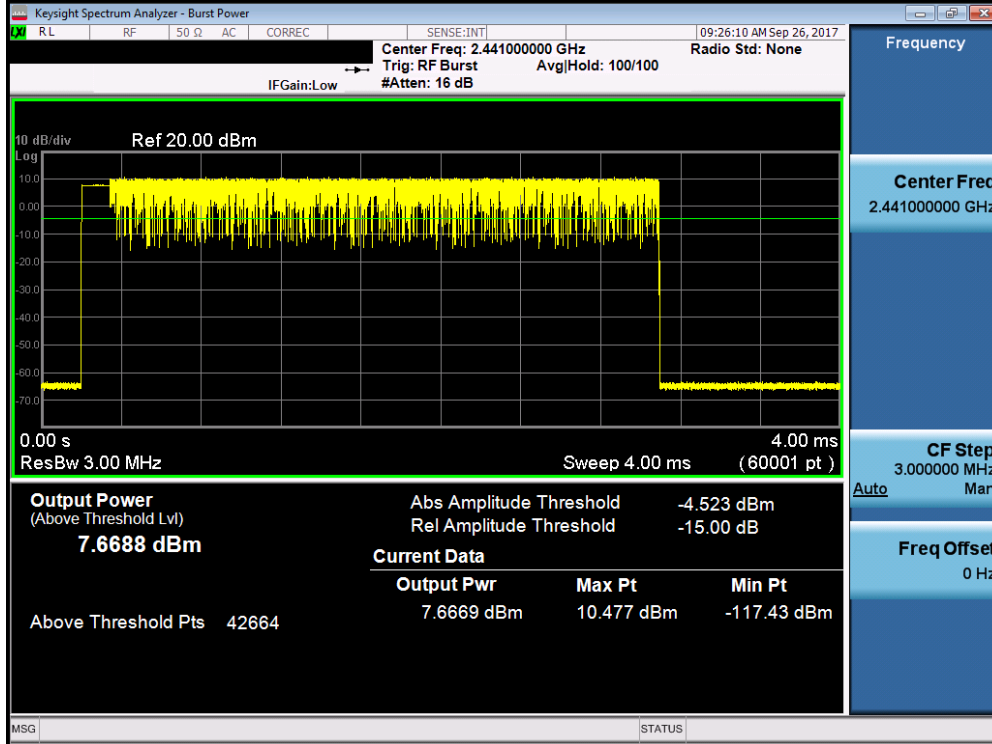 Keysight Spectrum Analyzer - Burst Power
LXI RL RF 50 Ω AC CORREC SENSE:INT 09:26:10 AM Sep 26, 2017
Center Freq: 2.441000000 GHz Radio Std: None
Trig: RF Burst Avg|Hold: 100/100
IFGain:Low #Atten: 16 dB
10 dB/div Ref 20.00 dBm
Log
10.0
0.00
-10.0
-20.0
-30.0
-40.0
-50.0
-60.0
-70.0
0.00 s 4.00 ms
ResBw 3.00 MHz Sweep 4.00 ms (60001 pt )
Output Power
(Above Threshold Lvl)
7.6688 dBm
Above Threshold Pts 42664
Abs Amplitude Threshold -4.523 dBm
Rel Amplitude Threshold -15.00 dB
Current Data
Output Pwr Max Pt Min Pt
7.6669 dBm 10.477 dBm -117.43 dBm
MSG STATUS
Frequency
Center Freq
2.441000000 GHz
CF Step
3.000000 MHz
Auto Man
Freq Offset
0 Hz